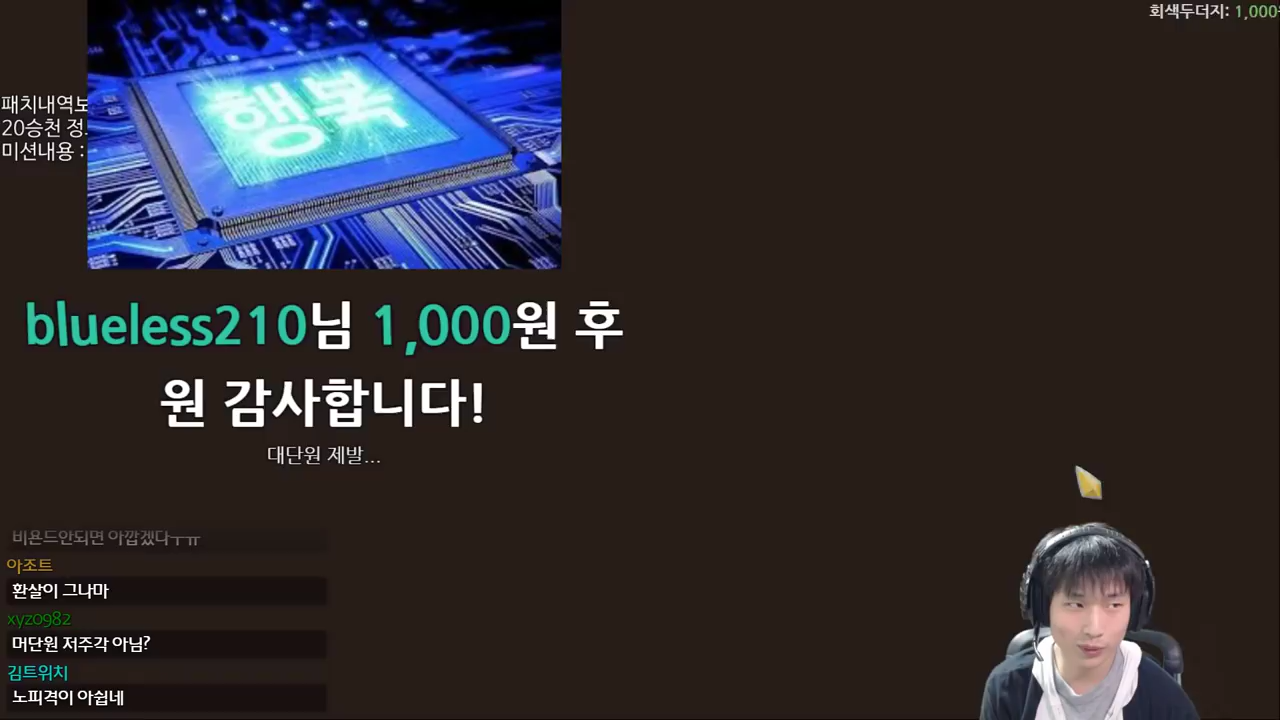 회색두더지: 1,000
행복
패치내역보
20승천 정
미션내용 :
blueless210님 1,000원 후
원 감사합니다!
대단원 제발...
비욘드안되면 아깝겠다ㅜㅠ
아조트
환살이 그나마
xyz0982
머단원 저주각 아님?
김트위치
노피격이 아쉽네